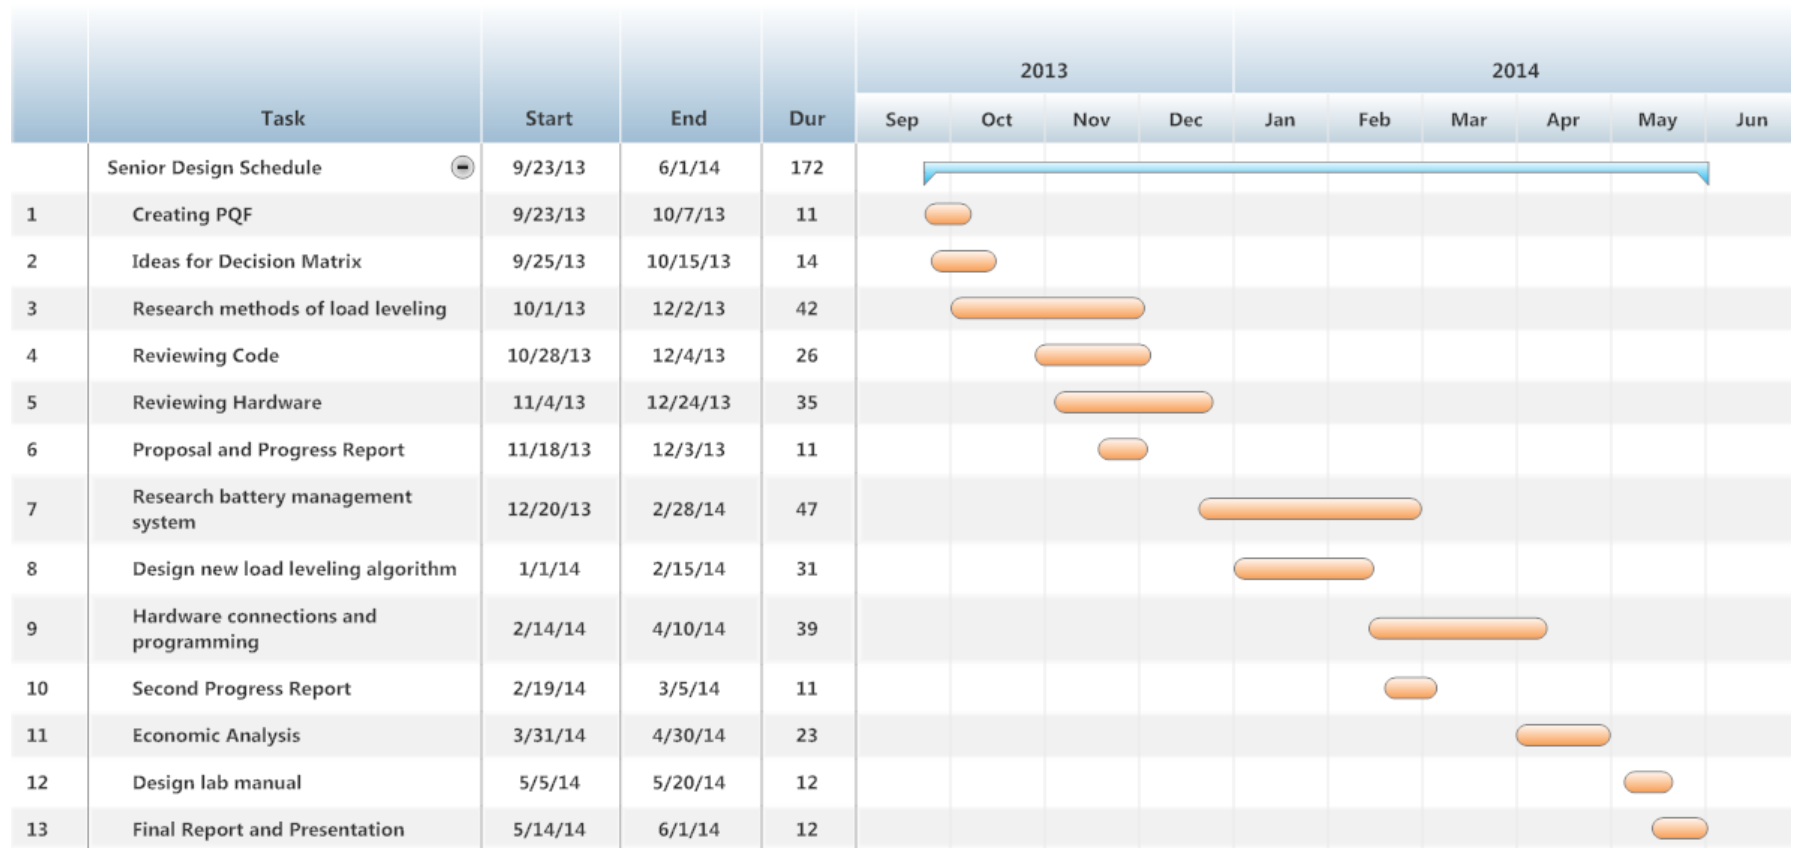 2013 2014
Task Start End Dur Sep Oct Nov Dec Jan Feb Mar Apr May Jun
Senior Design Schedule 9/23/13 6/1/14 172
1 Creating PQF 9/23/13 10/7/13 11
2 Ideas for Decision Matrix 9/25/13 10/15/13 14
3 Research methods of load leveling 10/1/13 12/2/13 42
4 Reviewing Code 10/28/13 12/4/13 26
5 Reviewing Hardware 11/4/13 12/24/13 35
6 Proposal and Progress Report 11/18/13 12/3/13 11
7 Research battery management
system 12/20/13 2/28/14 47
8 Design new load leveling algorithm 1/1/14 2/15/14 31
9 Hardware connections and
programming 2/14/14 4/10/14 39
10 Second Progress Report 2/19/14 3/5/14 11
11 Economic Analysis 3/31/14 4/30/14 23
12 Design lab manual 5/5/14 5/20/14 12
13 Final Report and Presentation 5/14/14 6/1/14 12